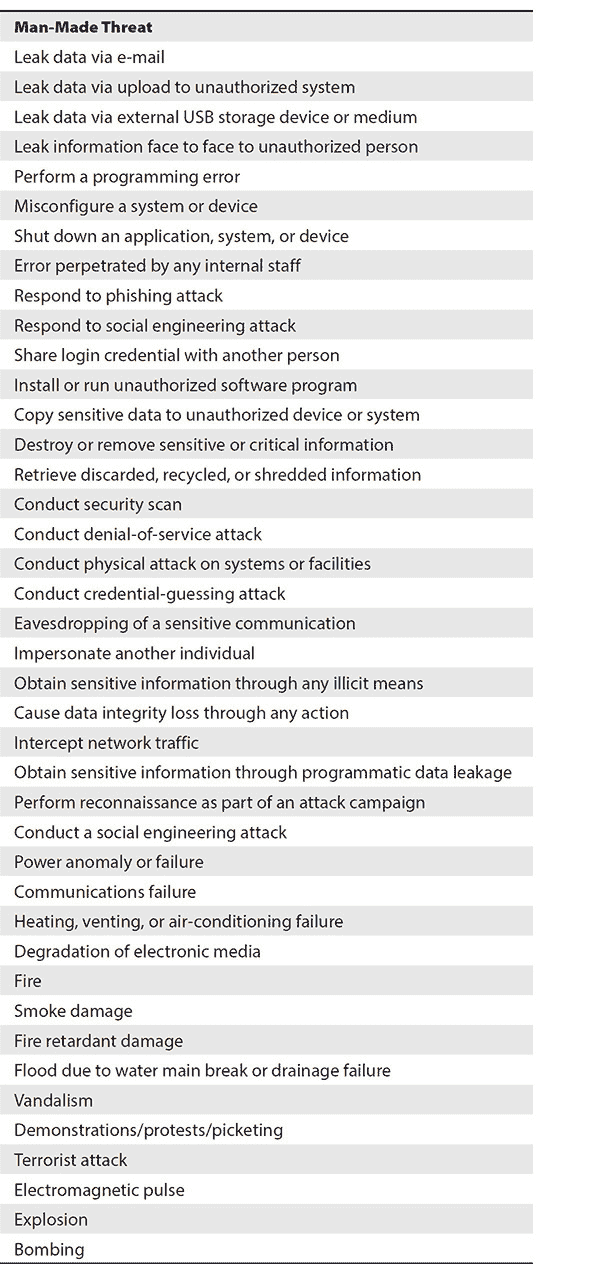 Man-Made Threat
Leak data via e-mail
Leak data via upload to unauthorized system
Leak data via external USB storage device or medium
Leak information face to face to unauthorized person
Perform a programming error
Misconfigure a system or device
Shut down an application, system, or device
Error perpetrated by any internal staff
Respond to phishing attack
Respond to social engineering attack
Share login credential with another person
Install or run unauthorized software program
Copy sensitive data to unauthorized device or system
Destroy or remove sensitive or critical information
Retrieve discarded, recycled, or shredded information
Conduct security scan
Conduct denial-of-service attack
Conduct physical attack on systems or facilities
Conduct credential-guessing attack
Eavesdropping of a sensitive communication
Impersonate another individual
Obtain sensitive information through any illicit means
Cause data integrity loss through any action
Intercept network traffic
Obtain sensitive information through programmatic data leakage
Perform reconnaissance as part of an attack campaign
Conduct a social engineering attack
Power anomaly or failure
Communications failure
Heating, venting, or air-conditioning failure
Degradation of electronic media
Fire
Smoke damage
Fire retardant damage
Flood due to water main break or drainage failure
Vandalism
Demonstrations/protests/picketing
Terrorist attack
Electromagnetic pulse
Explosion
Bombing